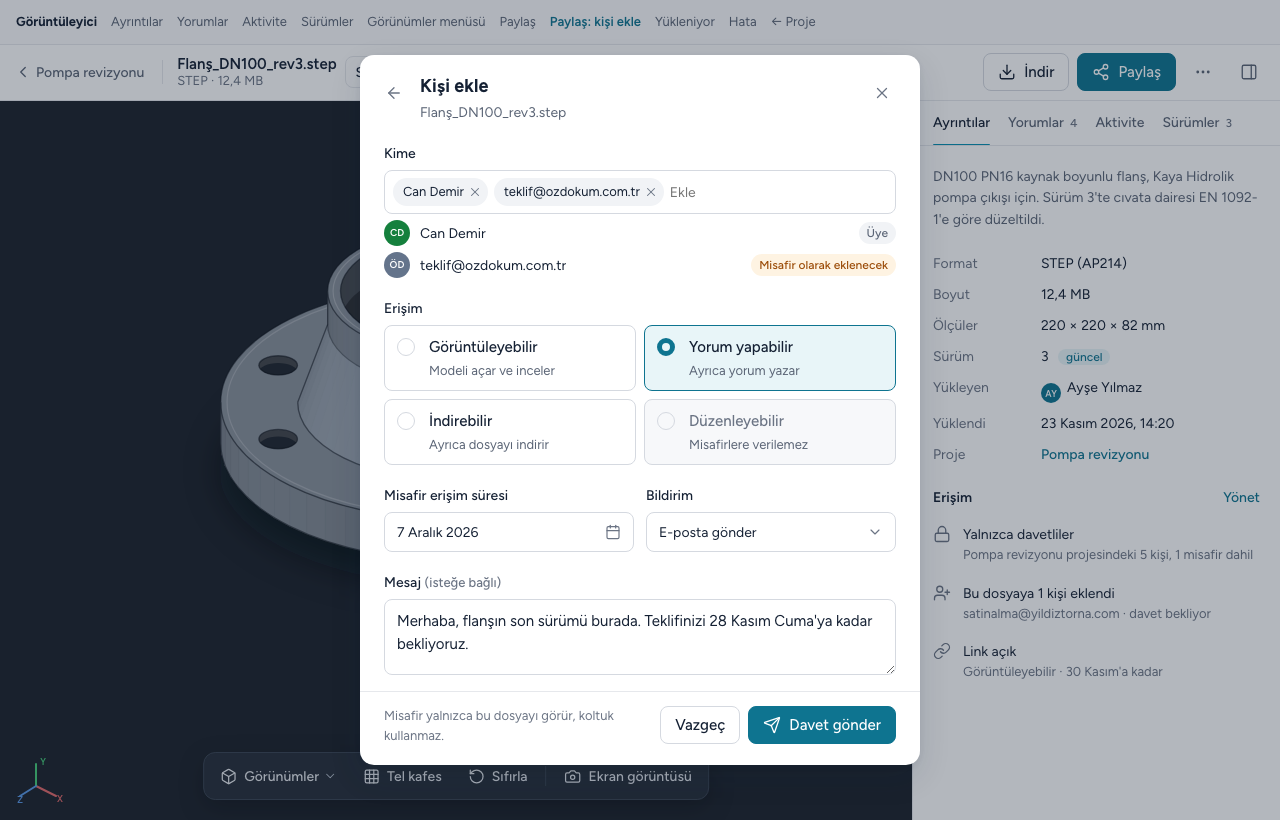 Görüntüleyici Ayrıntılar Yorumlar Aktivite Sürümler Görünümler menüsü Paylaş Paylaş: kişi ekle Yükleniyor Hata ← Proje
Pompa revizyonu
Flanş_DN100_rev3.step
STEP · 12,4 MB
İndir
Paylaş
Kişi ekle
Flanş_DN100_rev3.step
Kime
Can Demir teklif@ozdokum.com.tr Ekle
CD Can Demir Üye
ÖD teklif@ozdokum.com.tr Misafir olarak eklenecek
Erişim
Görüntüleyebilir
Modeli açar ve inceler
Yorum yapabilir
Ayrıca yorum yazar
İndirebilir
Ayrıca dosyayı indirir
Düzenleyebilir
Misafirlere verilemez
Misafir erişim süresi
7 Aralık 2026
Bildirim
E-posta gönder
Mesaj (isteğe bağlı)
Merhaba, flanşın son sürümü burada. Teklifinizi 28 Kasım Cuma'ya kadar
bekliyoruz.
Misafir yalnızca bu dosyayı görür, koltuk
kullanmaz.
Vazgeç
Davet gönder
Ayrıntılar Yorumlar 4 Aktivite Sürümler 3
DN100 PN16 kaynak boyunlu flanş, Kaya Hidrolik
pompa çıkışı için. Sürüm 3'te cıvata dairesi EN 1092-
1'e göre düzeltildi.
Format STEP (AP214)
Boyut 12,4 MB
Ölçüler 220 × 220 × 82 mm
Sürüm 3 güncel
Yükleyen AY Ayşe Yılmaz
Yüklendi 23 Kasım 2026, 14:20
Proje Pompa revizyonu
Erişim Yönet
Yalnızca davetliler
Pompa revizyonu projesindeki 5 kişi, 1 misafir dahil
Bu dosyaya 1 kişi eklendi
satinalma@yildiztorna.com · davet bekliyor
Link açık
Görüntüleyebilir · 30 Kasım'a kadar
Y
Z X
Görünümler Tel kafes Sıfırla Ekran görüntüsü